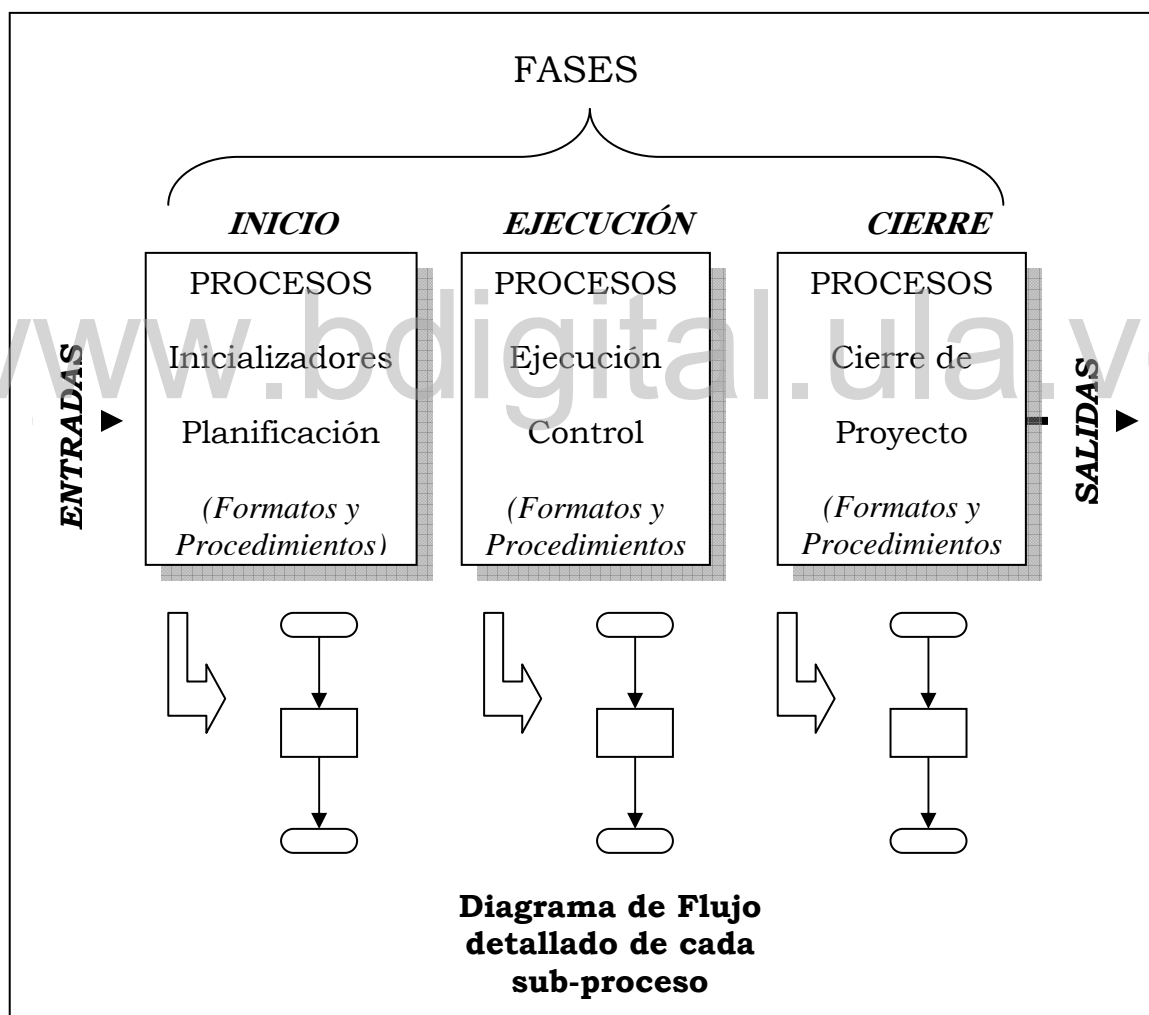 FASES
INICIO
EJECUCIÓN
CIERRE
ENTRADAS
PROCESOS
Inicializadores
Planificación
(Formatos y
Procedimientos)
PROCESOS
Ejecución
Control
(Formatos y
Procedimientos
PROCESOS
Cierre de
Proyecto
(Formatos y
Procedimientos
SALIDAS
www.bdigital.ula.v
Diagrama de Flujo
detallado de cada
sub-proceso